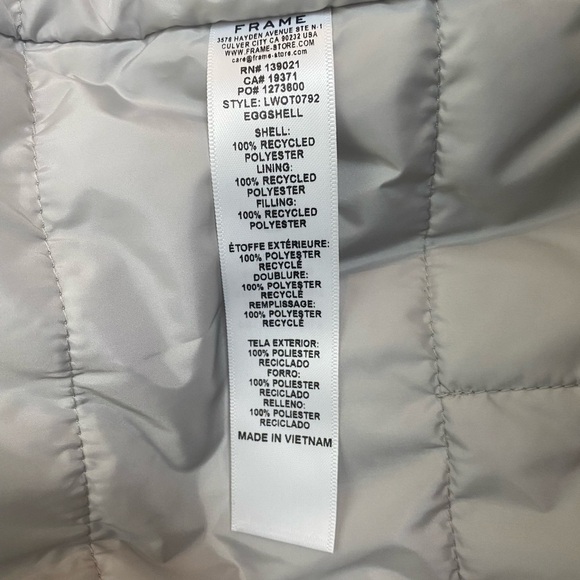 FRAME
3578 HAYDEN AVENUE STE N-1
CULVER CITY CA 90232 USA
WWW.FRAME-STORE.COM
care@frame-store.com
RN# 139021
CA# 19371
PO# 1273600
STYLE: LWOT0792
EGGSHELL
SHELL:
100% RECYCLED
POLYESTER
LINING:
100% RECYCLED
POLYESTER
FILLING:
100% RECYCLED
POLYESTER
ÉTOFFE EXTÉRIEURE:
100% POLYESTER
RECYCLÉ
DOUBLURE:
100% POLYESTER
RECYCLÉ
REMPLISSAGE:
100% POLYESTER
RECYCLÉ
TELA EXTERIOR:
100% POLIESTER
RECICLADO
FORRO:
100% POLIESTER
RECICLADO
RELLENO:
100% POLIESTER
RECICLADO
MADE IN VIETNAM